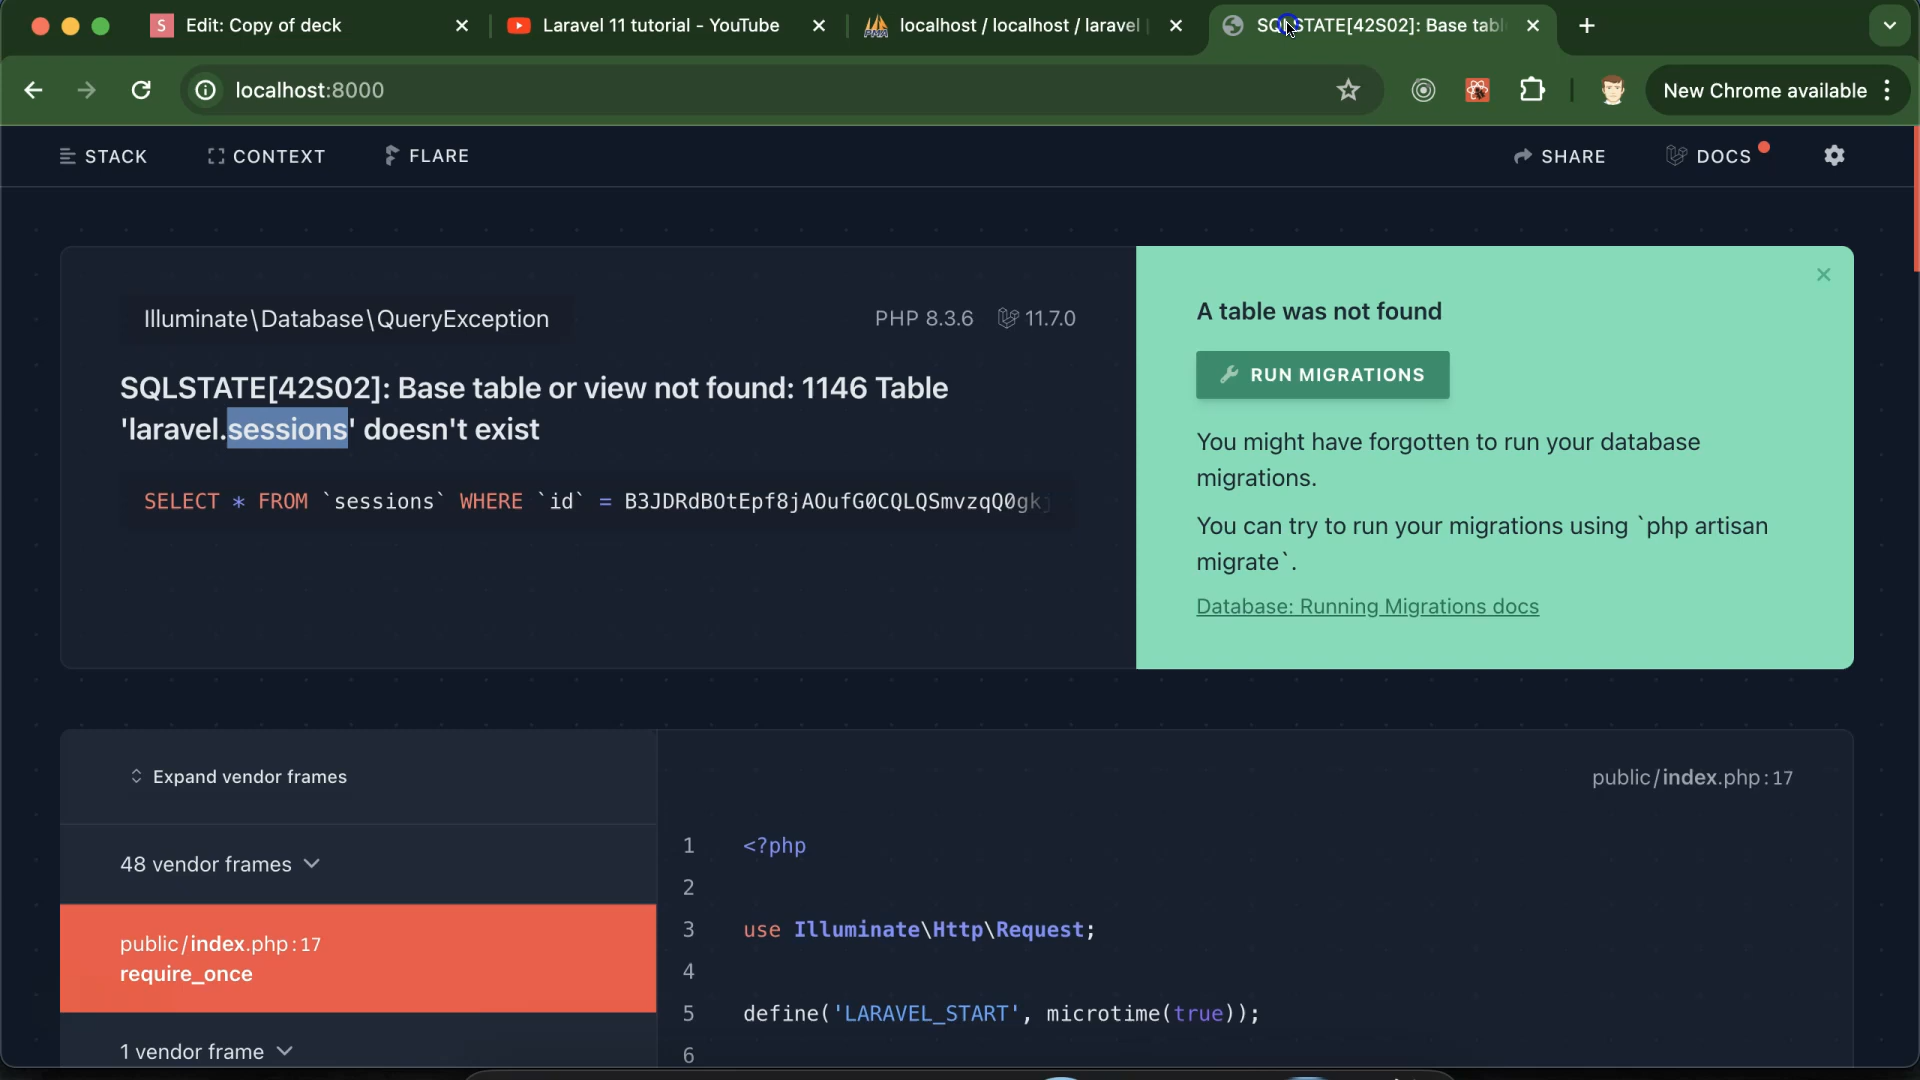 S Edit: Copy of deck
Laravel 11 tutorial - YouTube
PMA localhost / localhost / laravel
SQLSTATE[42S02]: Base tabl
localhost:8000
New Chrome available
STACK
CONTEXT
FLARE
SHARE
DOCS
Illuminate\Database\QueryException
PHP 8.3.6
11.7.0
SQLSTATE[42S02]: Base table or view not found: 1146 Table
'laravel.sessions' doesn't exist
SELECT * FROM `sessions` WHERE `id` = B3JDRdBOtEpf8jAOufG0CQLQSmvzqQ0gk
A table was not found
RUN MIGRATIONS
You might have forgotten to run your database
migrations.
You can try to run your migrations using `php artisan
migrate`.
Database: Running Migrations docs
Expand vendor frames
48 vendor frames
public/index.php:17
require_once
1 vendor frame
public/index.php:17
1 <?php
2
3 use Illuminate\Http\Request;
4
5 define('LARAVEL_START', microtime(true));
6